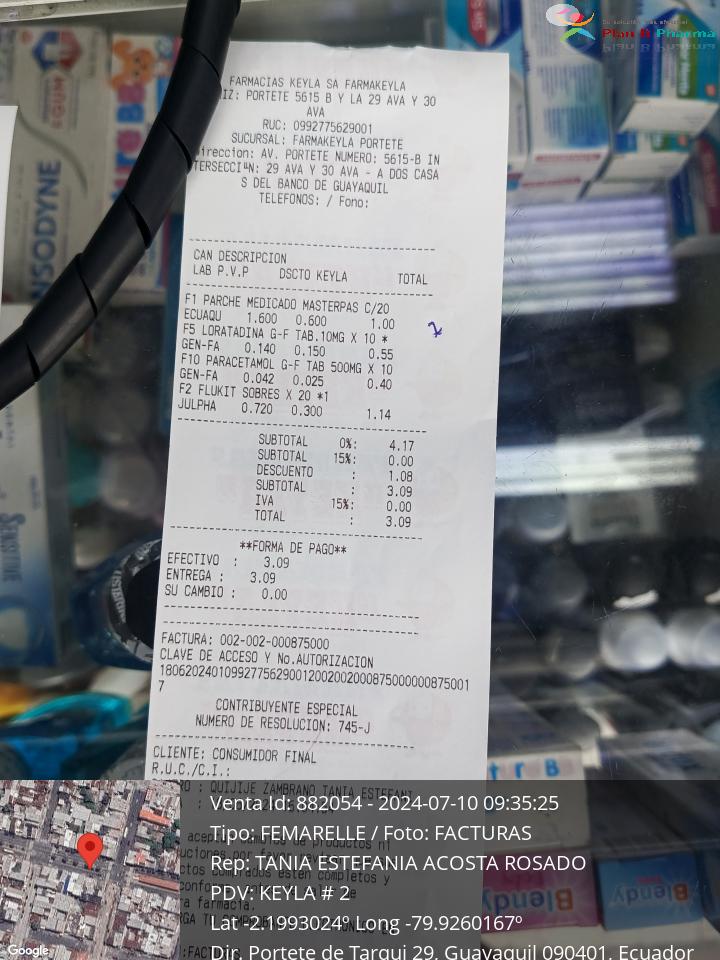 Plan B Pharma
FARMACIAS KEYLA SA FARMAKEYLA
IZ: PORTETE 5615 B Y LA 29 AVA Y 30
AVA
RUC: 0992775629001
SUCURSAL: FARMAKEYLA PORTETE
ireccion: AV. PORTETE NUMERO: 5615-B IN
TERSECCI4N: 29 AVA Y 30 AVA - A DOS CASA
S DEL BANCO DE GUAYAQUIL
TELEFONOS: / Fono:
CAN DESCRIPCION
LAB P.V.P DSCTO KEYLA TOTAL
F1 PARCHE MEDICADO MASTERPAS C/20
ECUAQU 1.600 0.600 1.00
F5 LORATADINA G-F TAB.10MG X 10 *
GEN-FA 0.140 0.150 0.55
F10 PARACETAMOL G-F TAB 500MG X 10
GEN-FA 0.042 0.025 0.40
F2 FLUKIT SOBRES X 20 *1
JULPHA 0.720 0.300 1.14
SUBTOTAL 0%: 4.17
SUBTOTAL 15%: 0.00
DESCUENTO : 1.08
SUBTOTAL : 3.09
IVA 15%: 0.00
TOTAL : 3.09
**FORMA DE PAGO**
EFECTIVO : 3.09
ENTREGA : 3.09
SU CAMBIO : 0.00
FACTURA: 002-002-000875000
CLAVE DE ACCESO Y No.AUTORIZACION
180620240109927756290012002002000875000000875001
7
CONTRIBUYENTE ESPECIAL
NUMERO DE RESOLUCION: 745-J
CLIENTE: CONSUMIDOR FINAL
R.U.C./C.I.:
QUIJIJE ZAMBRANO TANIA ESTEFANI
Venta Id: 882054 - 2024-07-10 09:35:25
Tipo: FEMARELLE / Foto: FACTURAS
Rep: TANIA ESTEFANIA ACOSTA ROSADO
PDV: KEYLA # 2
Lat -2.1993024º Long -79.9260167º
Dir. Portete de Tarqui 29, Guayaquil 090401, Ecuador
Google
Blendy
Blendy